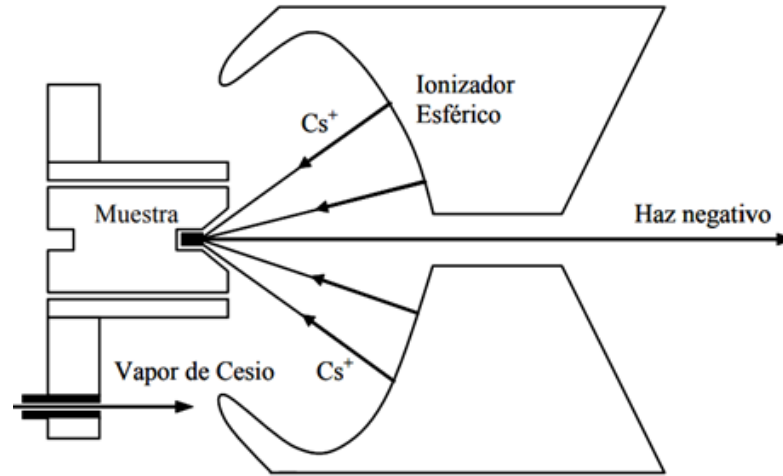 Ionizador
Esférico
Cs+
Muestra
Haz negativo
Vapor de Cesio
Cs+